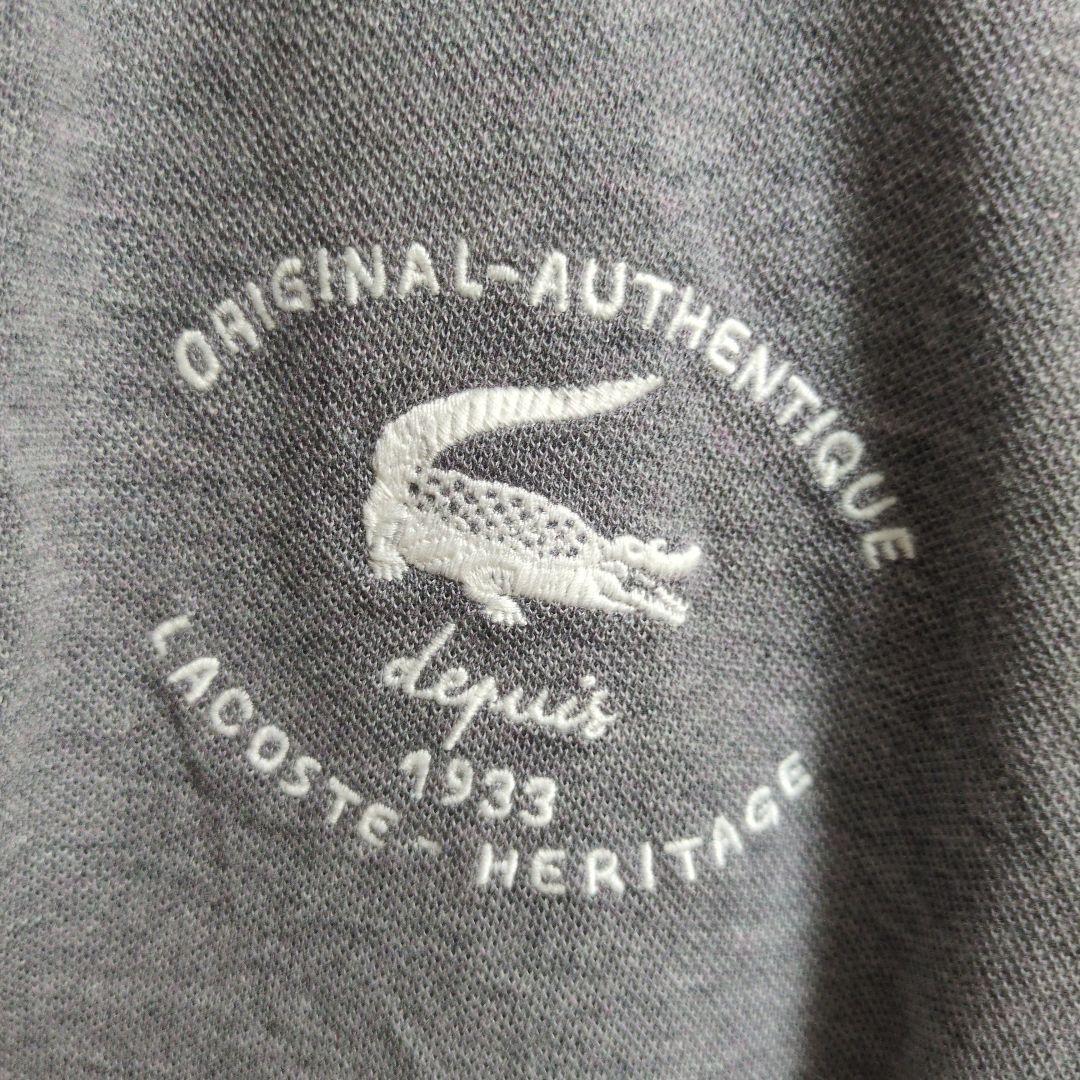 ORIGINAL-AUTHENTIQUE
depuis
1933
LACOSTE-HERITAGE